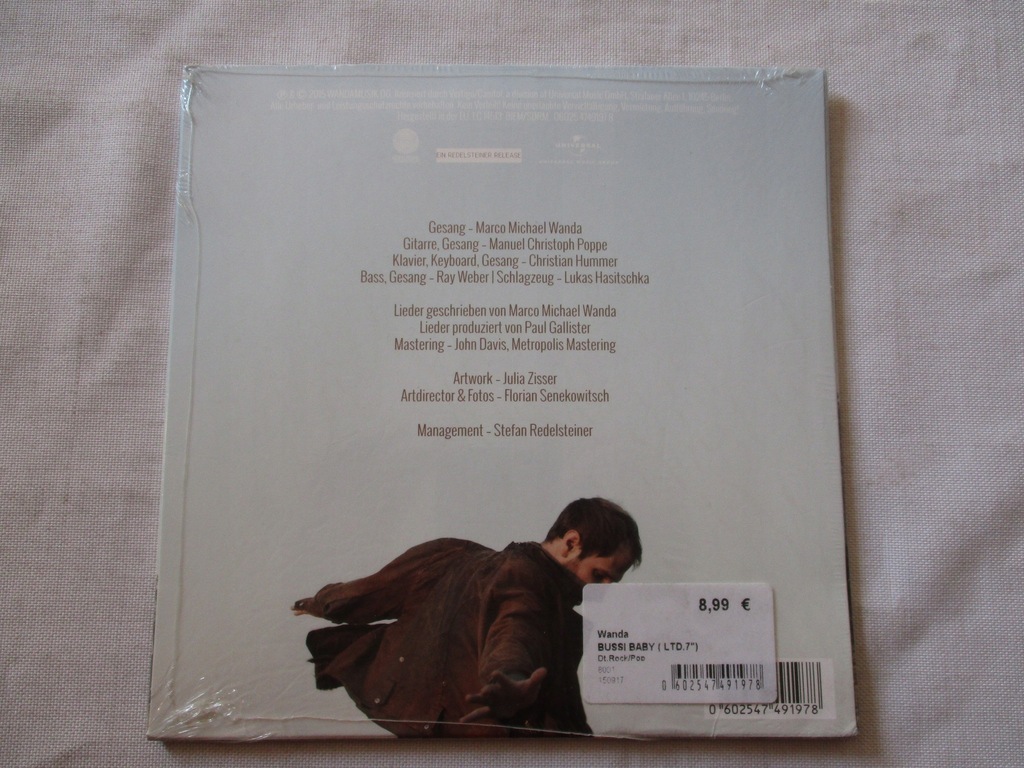 EIN REDELSTEINER RELEASE
UNIVERSAL
Gesang – Marco Michael Wanda
Gitarre, Gesang – Manuel Christoph Poppe
Klavier, Keyboard, Gesang – Christian Hummer
Bass, Gesang – Ray Weber | Schlagzeug – Lukas Hasitschka
Lieder geschrieben von Marco Michael Wanda
Lieder produziert von Paul Gallister
Mastering – John Davis, Metropolis Mastering
Artwork – Julia Zisser
Artdirector & Fotos – Florian Senekowitsch
Management – Stefan Redelsteiner
8,99 €
Wanda
BUSSI BABY ( LTD.7")
Dt.Rock/Pop
150917
0 602547 491978
0 602547 491978